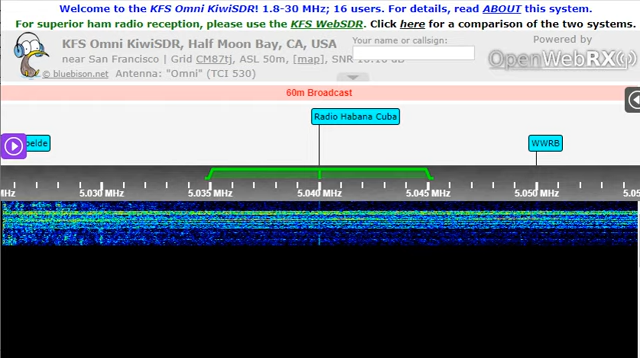 Welcome to the KFS Omni KiwiSDR! 1.8-30 MHz; 16 users. For details, read ABOUT this system.
For superior ham radio reception, please use the KFS WebSDR. Click here for a comparison of the two systems.
KFS Omni KiwiSDR, Half Moon Bay, CA, USA
Your name or callsign:
Powered by
near San Francisco | Grid CM87tj, ASL 50m, [map], SNR
OpenWebRX
© bluebison.net Antenna: "Omni" (TCI 530)
60m Broadcast
Radio Habana Cuba
WWRB
5.030 MHz 5.035 MHz 5.040 MHz 5.045 MHz 5.050 MHz